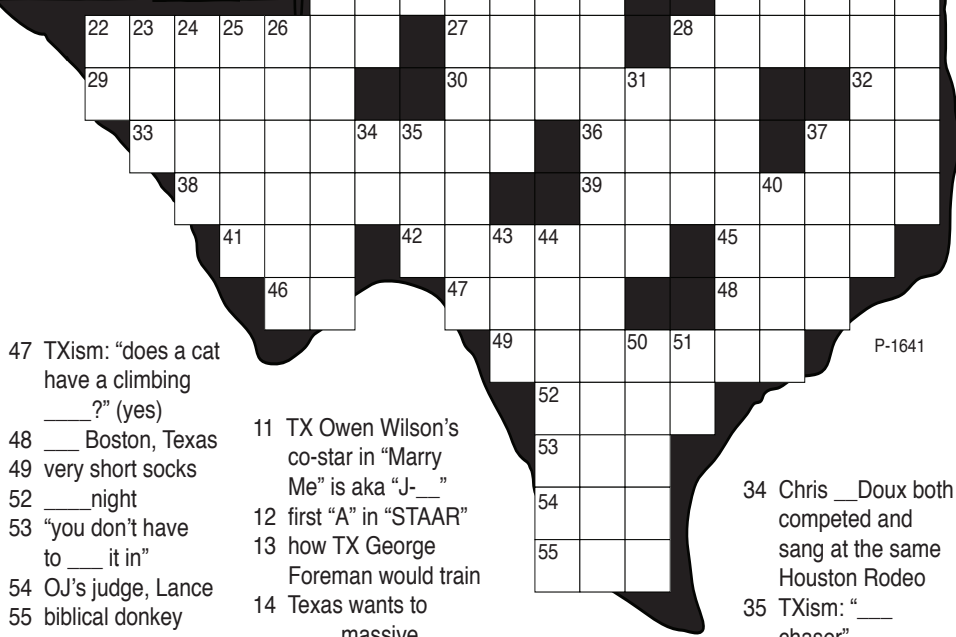 22 23 24 25 26 27 28
29 30 31 32
33 34 35 36 37
38 39 40
41 42 43 44 45
46 47 48
49 50 51
52
53
54
55
P-1641
47 TXism: “does a cat
have a climbing
____?” (yes)
48 ___ Boston, Texas
49 very short socks
52 ____night
53 “you don’t have
to ___ it in”
54 OJ’s judge, Lance
55 biblical donkey
11 TX Owen Wilson’s
co-star in “Marry
Me” is aka “J-__”
12 first “A” in “STAAR”
13 how TX George
Foreman would train
14 Texas wants to
____ massive
34 Chris __Doux both
competed and
sang at the same
Houston Rodeo
35 TXism: “___
chaser”